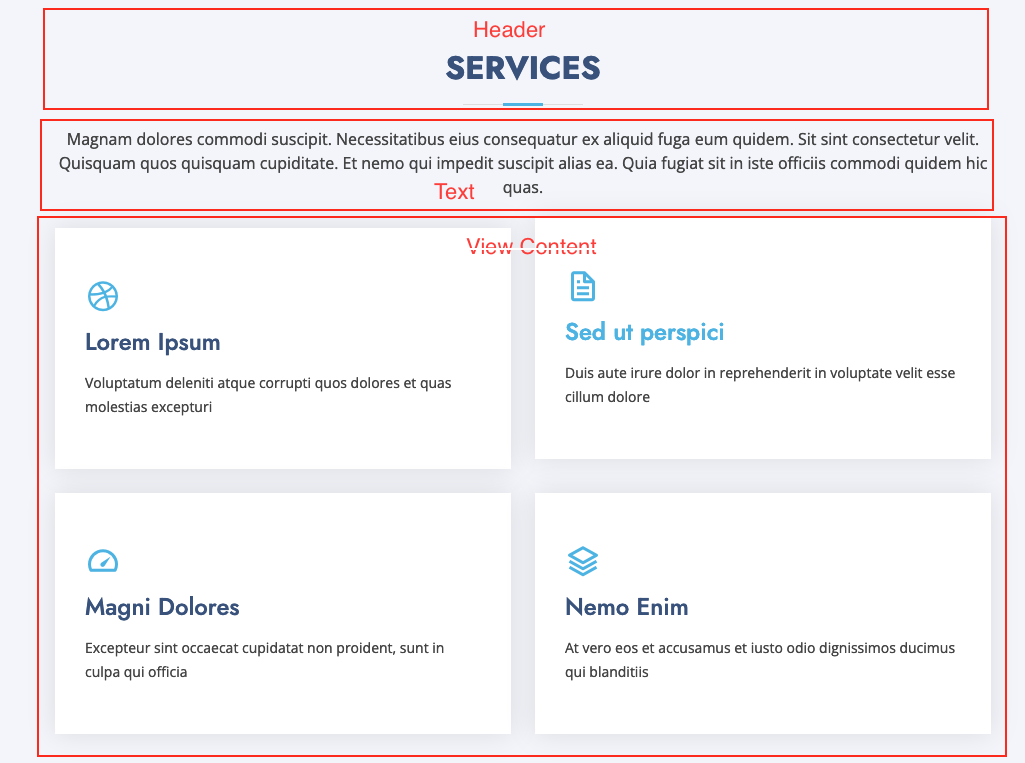 Header
SERVICES
Magnam dolores commodi suscipit. Necessitatibus eius consequatur ex aliquid fuga eum quidem. Sit sint consectetur velit.
Quisquam quos quisquam cupiditate. Et nemo qui impedit suscipit alias ea. Quia fugiat sit in iste officiis commodi quidem hic
quas.
Text
View Content
Lorem Ipsum
Voluptatum deleniti atque corrupti quos dolores et quas
molestias excepturi
Sed ut perspici
Duis aute irure dolor in reprehenderit in voluptate velit esse
cillum dolore
Magni Dolores
Excepteur sint occaecat cupidatat non proident, sunt in
culpa qui officia
Nemo Enim
At vero eos et accusamus et iusto odio dignissimos ducimus
qui blanditiis